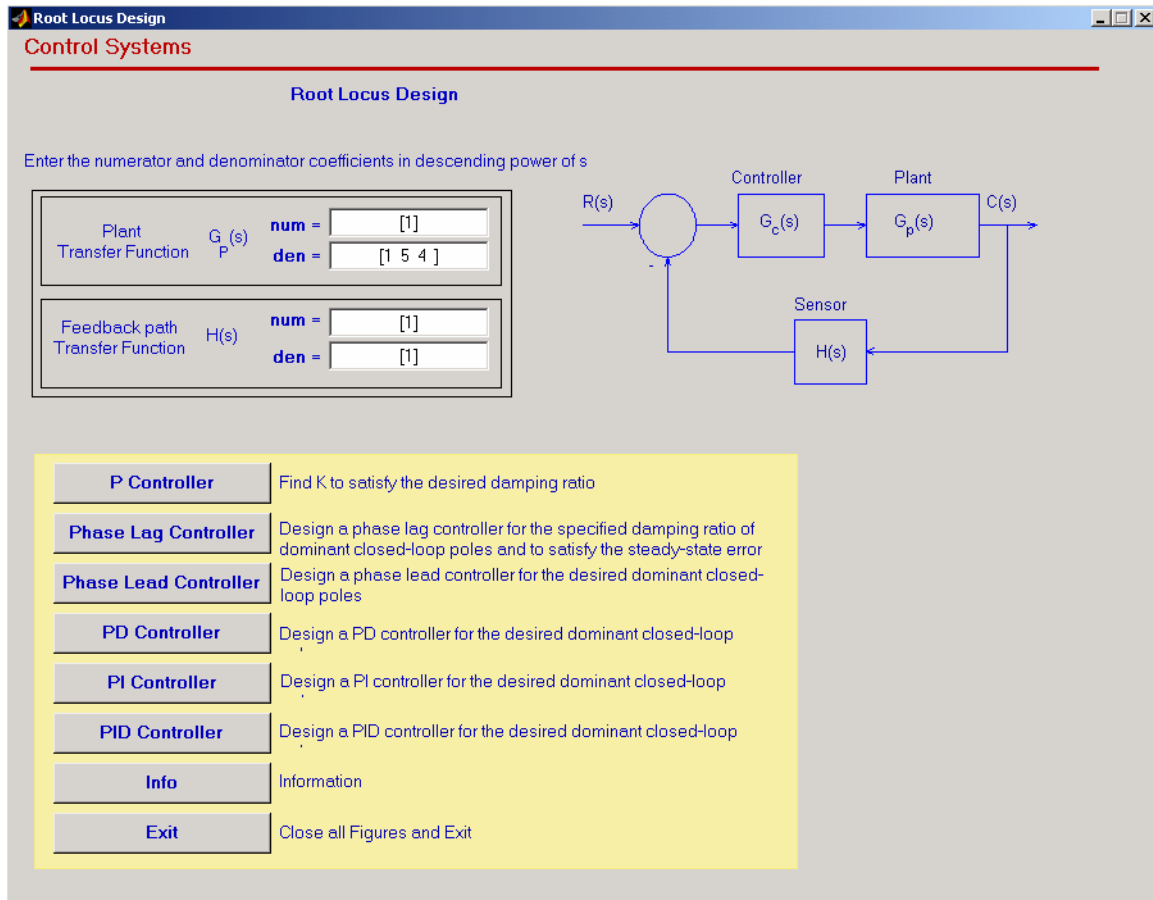 Root Locus Design
Control Systems
Root Locus Design
Enter the numerator and denominator coefficients in descending power of s
Plant
Transfer Function
G_P(s)
num =
[1]
den =
[1 5 4 ]
Feedback path
Transfer Function
H(s)
num =
[1]
den =
[1]
Controller
Plant
R(s)
G_c(s)
G_p(s)
C(s)
-
Sensor
H(s)
P Controller
Find K to satisfy the desired damping ratio
Phase Lag Controller
Design a phase lag controller for the specified damping ratio of
dominant closed-loop poles and to satisfy the steady-state error
Phase Lead Controller
Design a phase lead controller for the desired dominant closed-
loop poles
PD Controller
Design a PD controller for the desired dominant closed-loop
PI Controller
Design a PI controller for the desired dominant closed-loop
PID Controller
Design a PID controller for the desired dominant closed-loop
Info
Information
Exit
Close all Figures and Exit